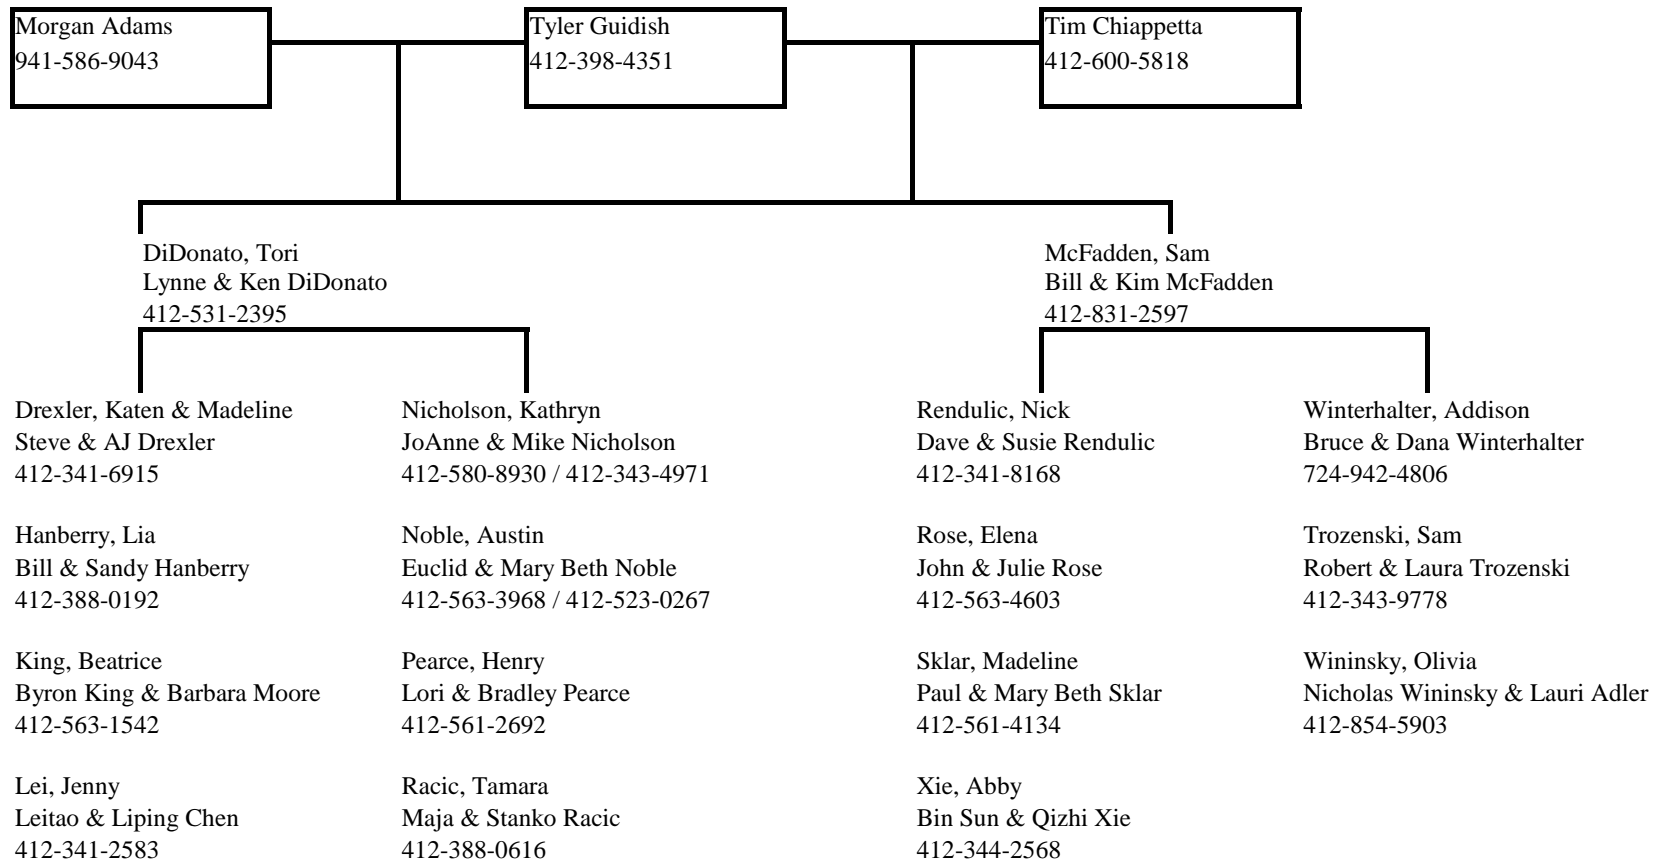 Morgan Adams
941-586-9043
Tyler Guidish
412-398-4351
Tim Chiappetta
412-600-5818
DiDonato, Tori
Lynne & Ken DiDonato
412-531-2395
McFadden, Sam
Bill & Kim McFadden
412-831-2597
Drexler, Katen & Madeline
Steve & AJ Drexler
412-341-6915
Nicholson, Kathryn
JoAnne & Mike Nicholson
412-580-8930 / 412-343-4971
Rendulic, Nick
Dave & Susie Rendulic
412-341-8168
Winterhalter, Addison
Bruce & Dana Winterhalter
724-942-4806
Hanberry, Lia
Bill & Sandy Hanberry
412-388-0192
Noble, Austin
Euclid & Mary Beth Noble
412-563-3968 / 412-523-0267
Rose, Elena
John & Julie Rose
412-563-4603
Trozenski, Sam
Robert & Laura Trozenski
412-343-9778
King, Beatrice
Byron King & Barbara Moore
412-563-1542
Pearce, Henry
Lori & Bradley Pearce
412-561-2692
Sklar, Madeline
Paul & Mary Beth Sklar
412-561-4134
Wininsky, Olivia
Nicholas Wininsky & Lauri Adler
412-854-5903
Lei, Jenny
Leitao & Liping Chen
412-341-2583
Racic, Tamara
Maja & Stanko Racic
412-388-0616
Xie, Abby
Bin Sun & Qizhi Xie
412-344-2568